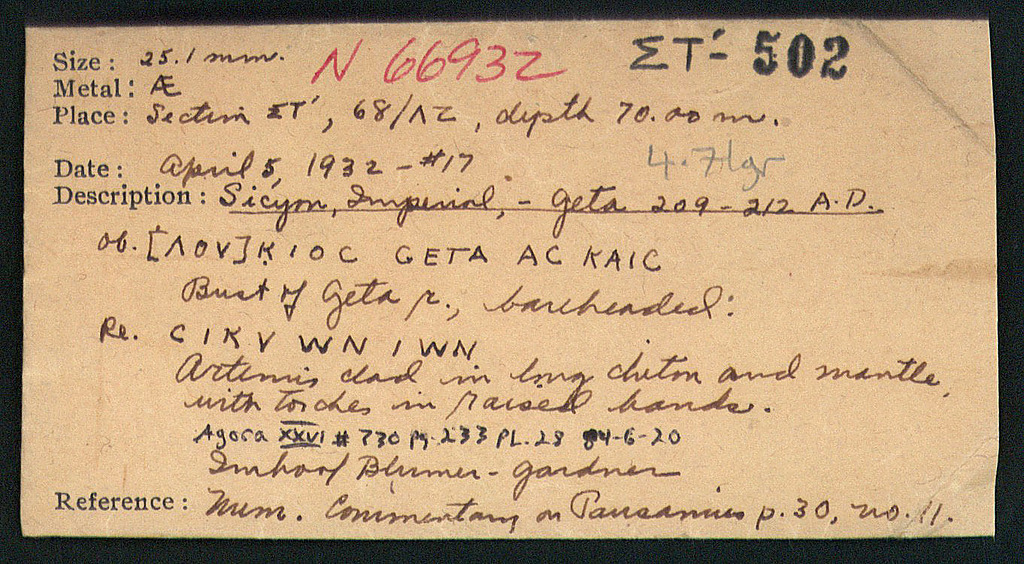 Size: 25.1 mm. N 66932 ΣΤ'- 502
Metal: Æ
Place: Section ΣΤ', 68/ΛΖ, depth 70.00 m.
4.71gr
Date: April 5, 1932 - #17
Description: Sicyon, Imperial, - Geta 209 - 212 A.D.
Ob. [ΛΟV]ΚΙΟC GETA AC KAIC
Bust of Geta r., bareheaded:
Re. CIKVWNIWN
Artemis clad in long chiton and mantle,
with torches in raised hands.
Agora XXVI # 730 Pg. 233 PL. 28 84-6-20
Imhoof Blumer - Gardner
Reference: Num. Commentary on Pausanias p. 30, no. 11.